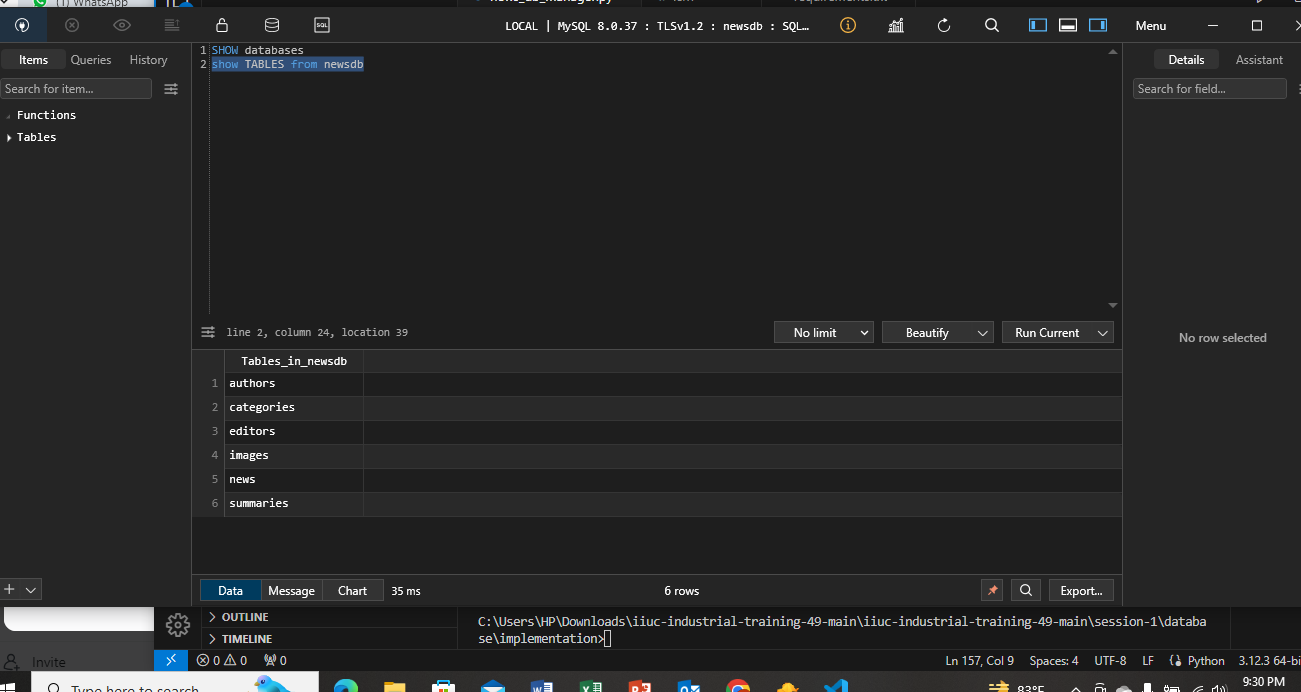 (1) WhatsApp
LOCAL | MySQL 8.0.37 : TLSv1.2 : newsdb : SQL...
Menu
Items
Queries
History
Search for item...
Functions
Tables
1 SHOW databases
2 show TABLES from newsdb
Details
Assistant
Search for field...
No row selected
line 2, column 24, location 39
No limit
Beautify
Run Current
Tables_in_newsdb
1 authors
2 categories
3 editors
4 images
5 news
6 summaries
Data
Message
Chart
35 ms
6 rows
Export...
OUTLINE
TIMELINE
C:\Users\HP\Downloads\iiuc-industrial-training-49-main\iiuc-industrial-training-49-main\session-1\databa
se\implementation>
Invite
0
0
0
Ln 157, Col 9
Spaces: 4
UTF-8
LF
Python
3.12.3 64-bi
Type here to search
83°F
9:30 PM